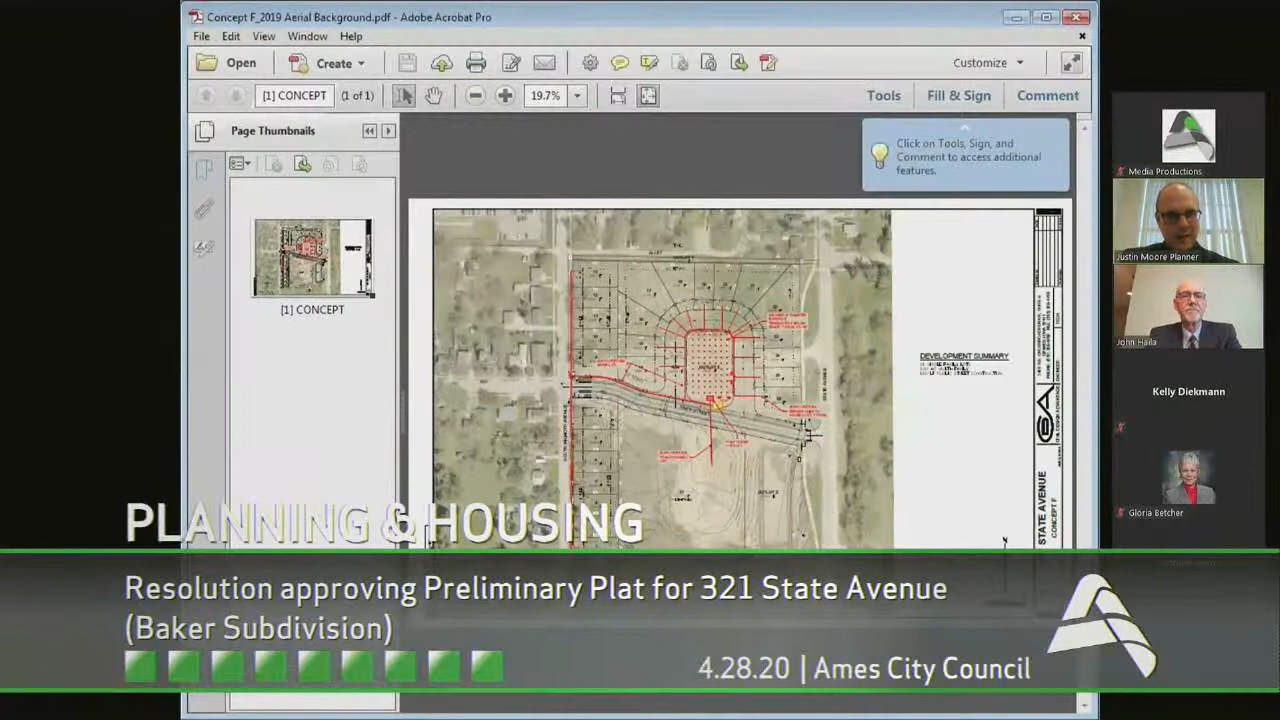 Concept F_2019 Aerial Background.pdf - Adobe Acrobat Pro
File Edit View Window Help
Open Create Customize
[1] CONCEPT (1 of 1) 19.7% Tools Fill & Sign Comment
Page Thumbnails
Click on Tools, Sign, and
Comment to access additional
features.
[1] CONCEPT
DEVELOPMENT SUMMARY
STATE AVENUE
CONCEPT F
Media Productions
Justin Moore Planner
John Haila
Kelly Diekmann
Gloria Betcher
PLANNING & HOUSING
Resolution approving Preliminary Plat for 321 State Avenue
(Baker Subdivision)
4.28.20 | Ames City Council